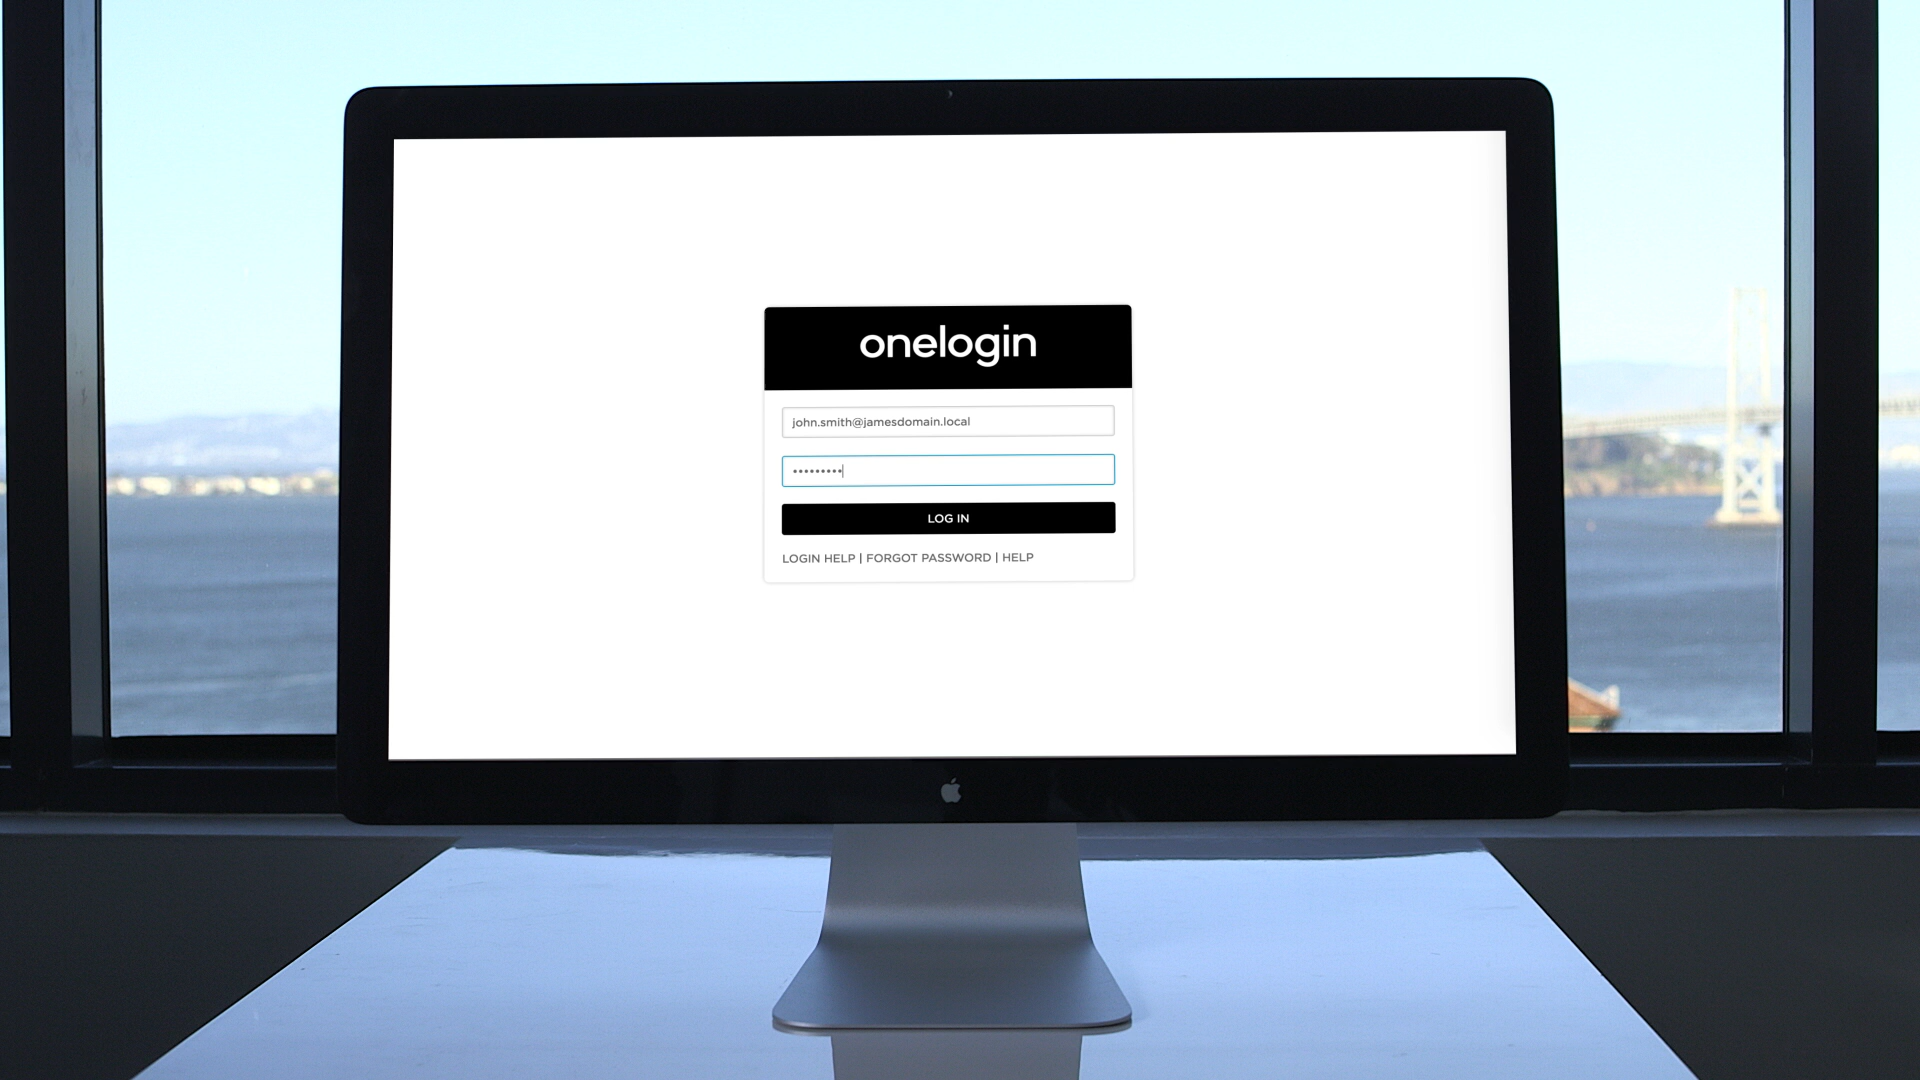 onelogin
john.smith@jamesdomain.local
•••••••••
LOG IN
LOGIN HELP | FORGOT PASSWORD | HELP